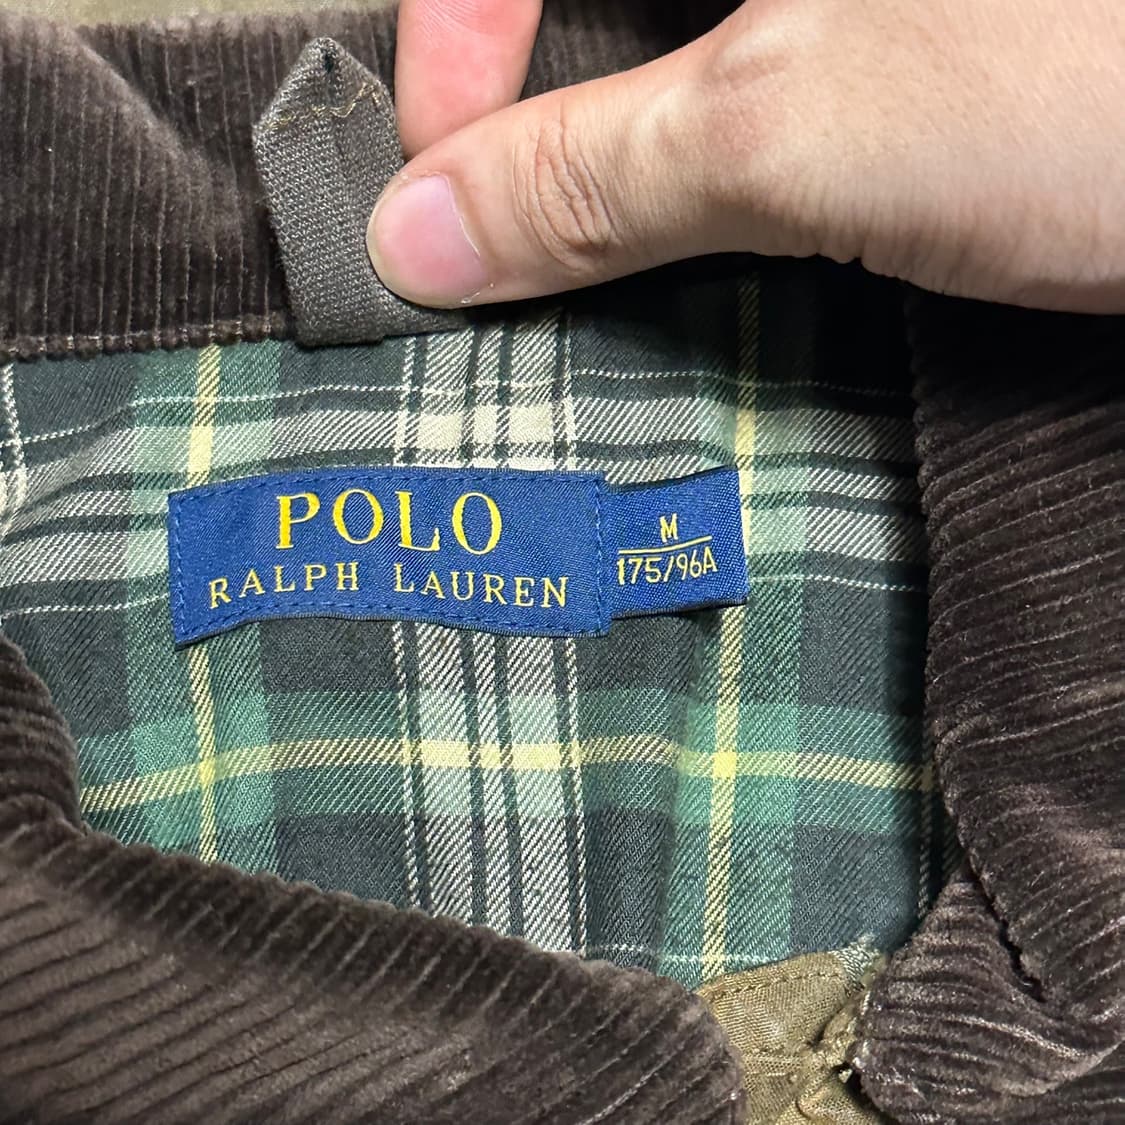 POLO
RALPH LAUREN
M
175/96A